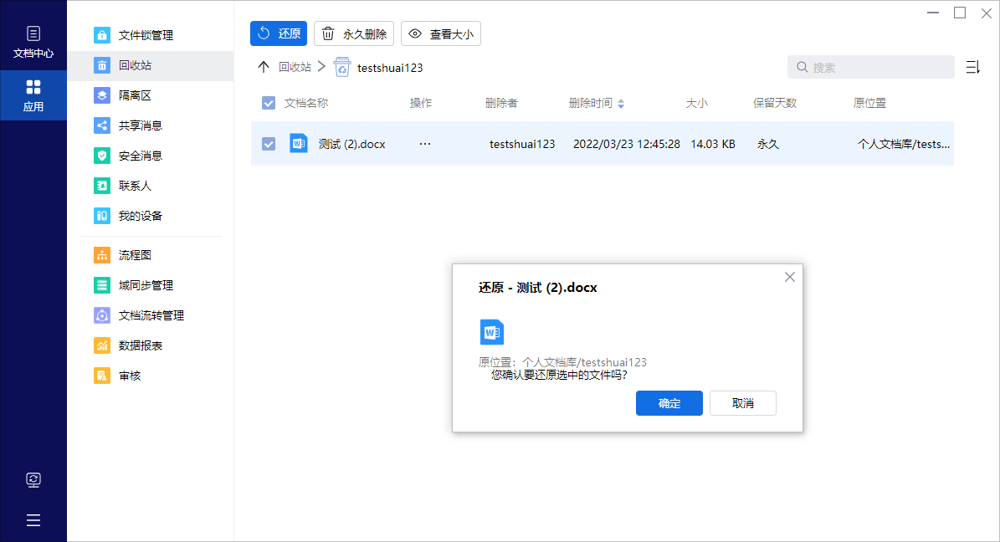 文档中心
应用
文件锁管理
回收站
隔离区
共享消息
安全消息
联系人
我的设备
流程图
域同步管理
文档流转管理
数据报表
审核
还原 永久删除 查看大小
回收站 testshuai123 搜索
文档名称 操作 删除者 删除时间 大小 保留天数 原位置
测试 (2).docx ··· testshuai123 2022/03/23 12:45:28 14.03 KB 永久 个人文档库/tests...
还原 - 测试 (2).docx
原位置：个人文档库/testshuai123
您确认要还原选中的文件吗?
确定 取消